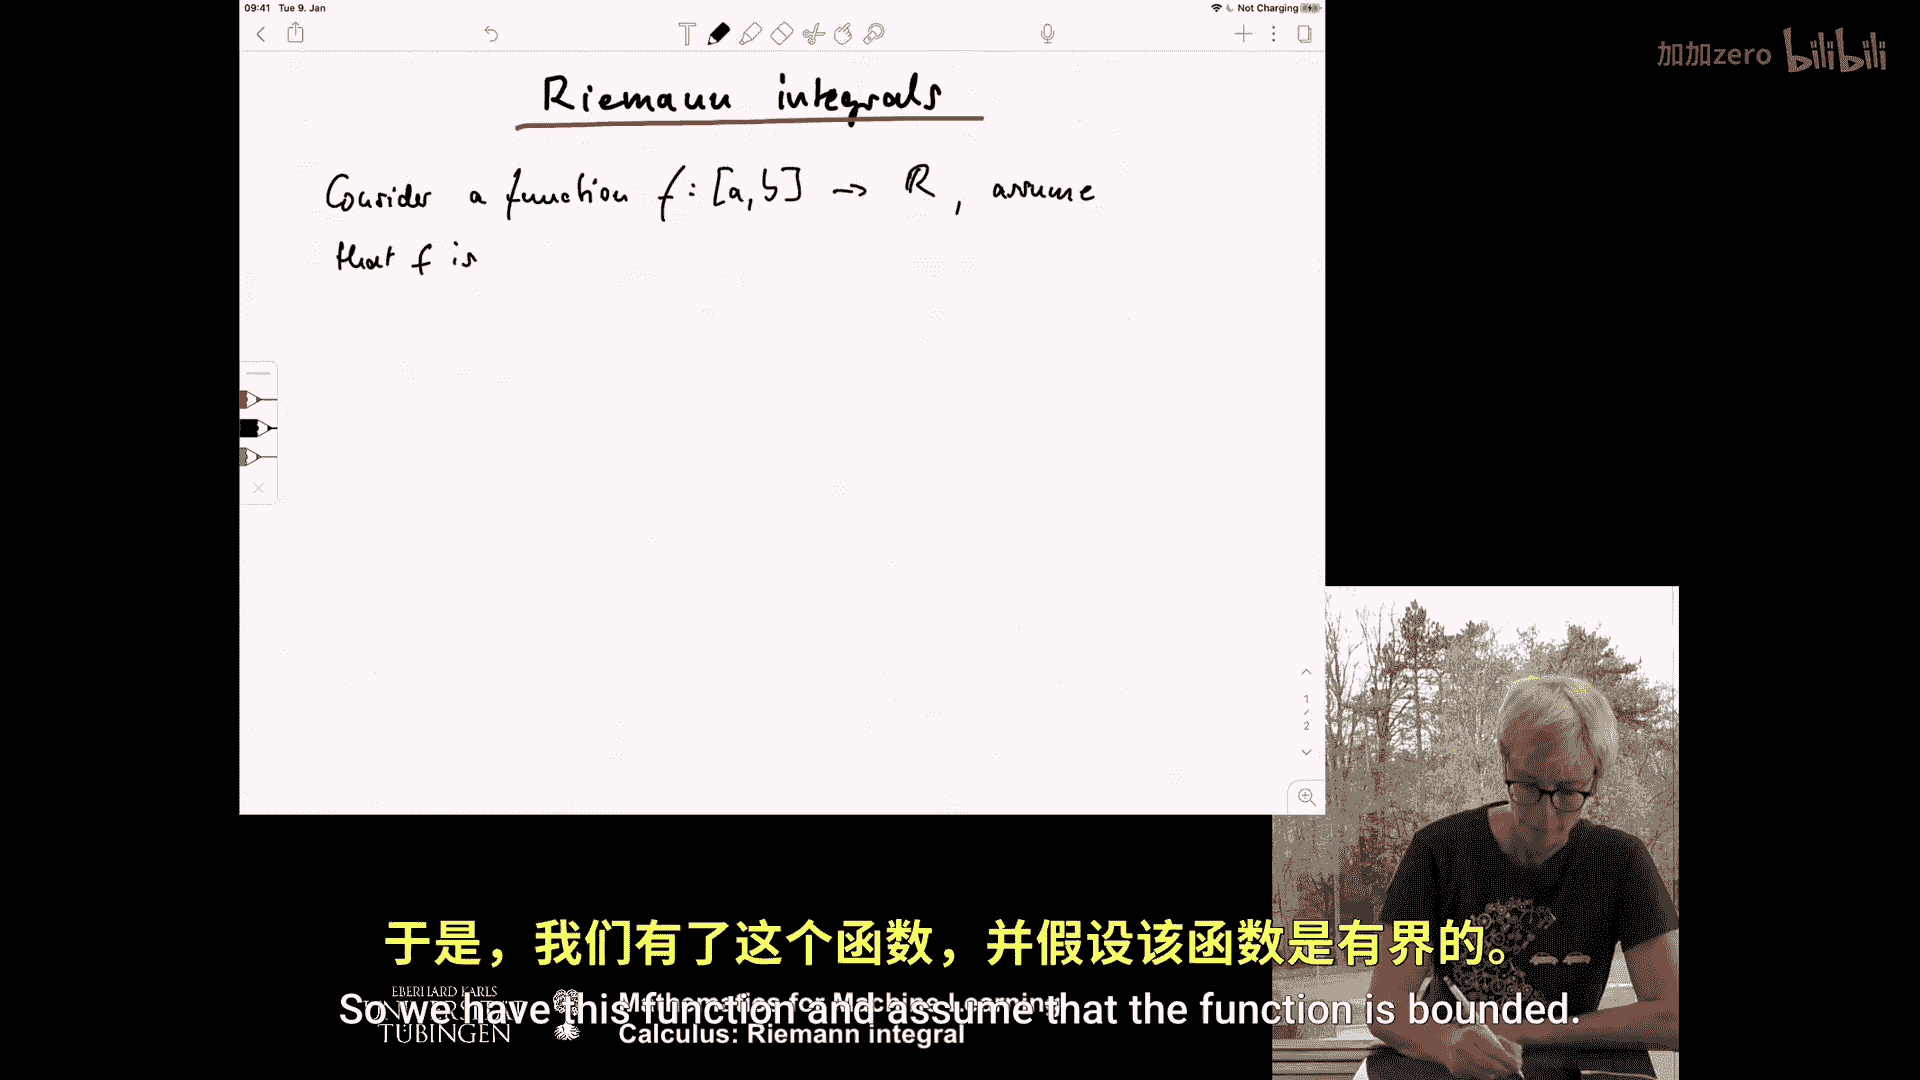 09:41 Tue 9. Jan
Not Charging
加加zero bilibili
T
Riemann integrals
Consider a function f: [a,b] → ℝ, assume
that f is
1
2
于是，我们有了这个函数，并假设该函数是有界的。
So we have this function and assume that the function is bounded.
EBERHARD KARLS
UNIVERSITÄT
TÜBINGEN
Mathematics for Machine Learning
Calculus: Riemann integral